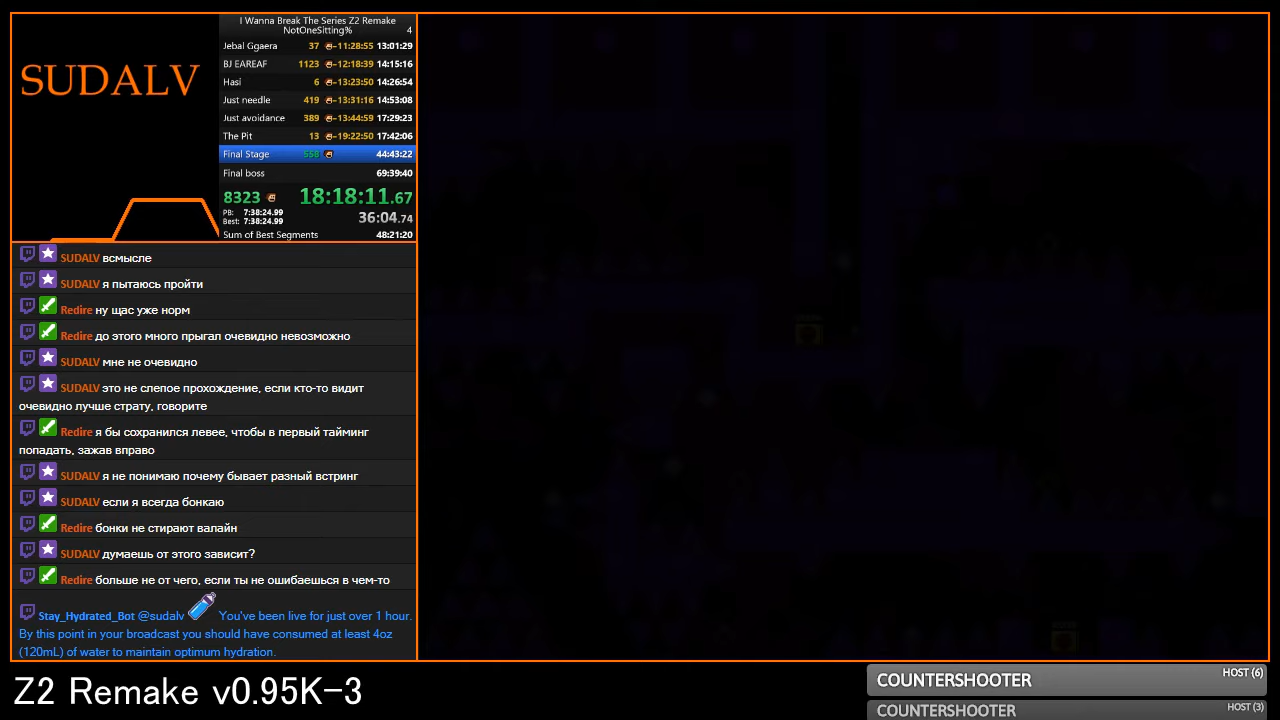 SUDALV
I Wanna Break The Series Z2 Remake
NotOneSitting% 4
Jebal Ggaera 37 -11:28:55 13:01:29
BJ EAREAF 1123 -12:18:39 14:15:16
Hasi 6 -13:23:50 14:26:54
Just needle 419 -13:31:16 14:53:08
Just avoidance 389 -13:44:59 17:29:23
The Pit 13 -19:22:50 17:42:06
Final Stage 558 44:43:22
Final boss 69:39:40
8323 18:18:11.67
PB: 7:38:24.99
Best: 7:38:24.99
36:04.74
Sum of Best Segments 48:21:20
SUDALV всмысле
SUDALV я пытаюсь пройти
Redire ну щас уже норм
Redire до этого много прыгал очевидно невозможно
SUDALV мне не очевидно
SUDALV это не слепое прохождение, если кто-то видит
очевидно лучше страту, говорите
Redire я бы сохранился левее, чтобы в первый тайминг
попадать, зажав вправо
SUDALV я не понимаю почему бывает разный встринг
SUDALV если я всегда бонкаю
Redire бонки не стирают валайн
SUDALV думаешь от этого зависит?
Redire больше не от чего, если ты не ошибаешься в чем-то
Stay_Hydrated_Bot @sudalv You've been live for just over 1 hour.
By this point in your broadcast you should have consumed at least 4oz
(120mL) of water to maintain optimum hydration.
Z2 Remake v0.95K-3
COUNTERSHOOTER HOST (6)
COUNTERSHOOTER HOST (3)